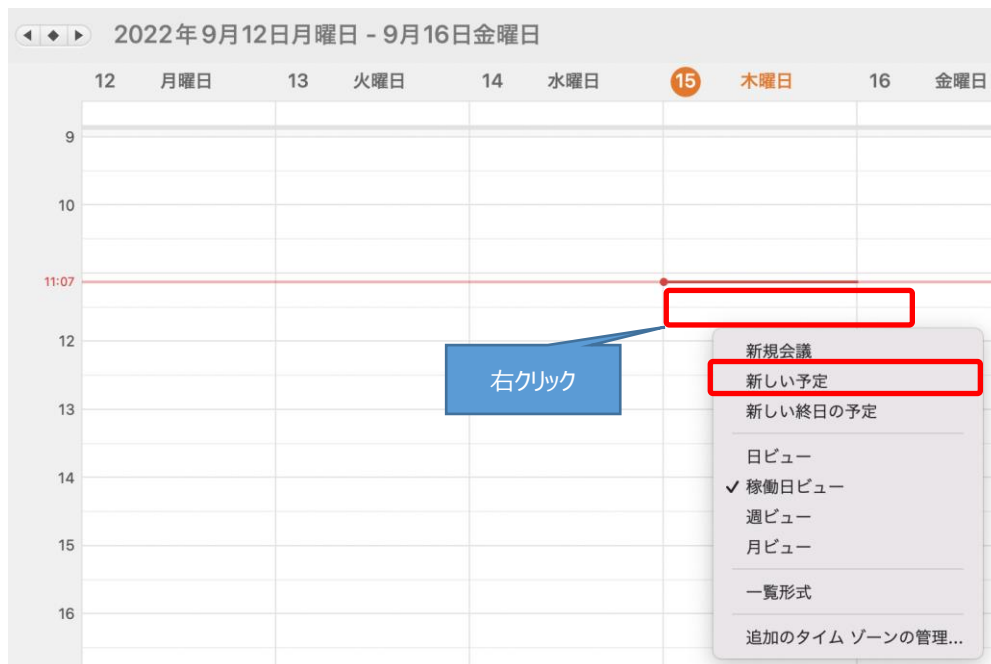 2022年9月12日月曜日 - 9月16日金曜日
12 月曜日 13 火曜日 14 水曜日 15 木曜日 16 金曜日
9
10
11:07
12
13
14
15
16
右クリック
新規会議
新しい予定
新しい終日の予定
日ビュー
✓ 稼働日ビュー
週ビュー
月ビュー
一覧形式
追加のタイム ゾーンの管理...